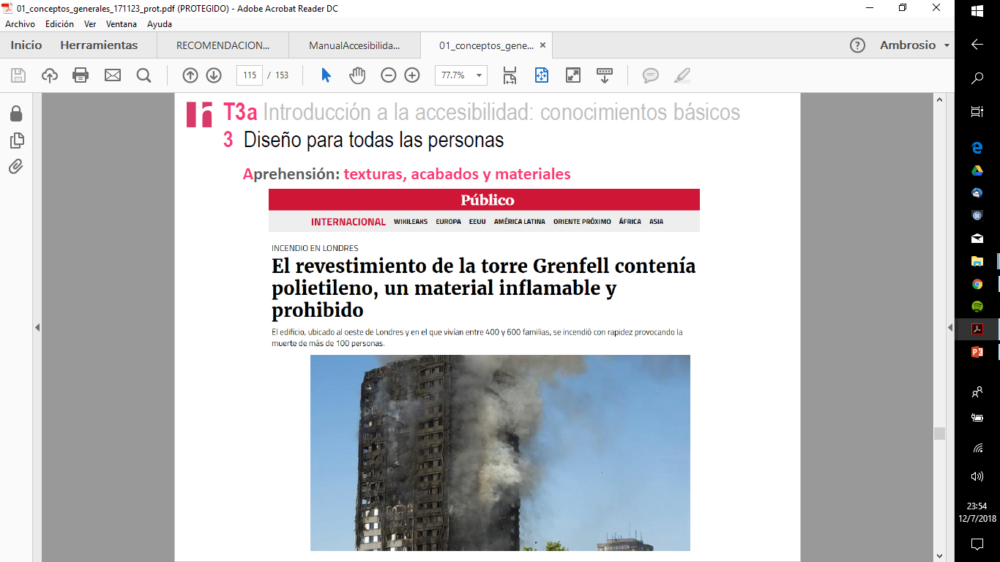 01_conceptos_generales_171123_prot.pdf (PROTEGIDO) - Adobe Acrobat Reader DC
Archivo Edición Ver Ventana Ayuda
Inicio Herramientas RECOMENDACION... ManualAccesibilida... 01_conceptos_gene... × ? Ambrosio
115 / 153 77.7%
T3a Introducción a la accesibilidad: conocimientos básicos
3 Diseño para todas las personas
Aprehensión: texturas, acabados y materiales
Público
INTERNACIONAL WIKILEAKS EUROPA EEUU AMÉRICA LATINA ORIENTE PRÓXIMO ÁFRICA ASIA
INCENDIO EN LONDRES
El revestimiento de la torre Grenfell contenía
polietileno, un material inflamable y
prohibido
El edificio, ubicado al oeste de Londres y en el que vivían entre 400 y 600 familias, se incendió con rapidez provocando la
muerte de más de 100 personas.
23:54
12/7/2018